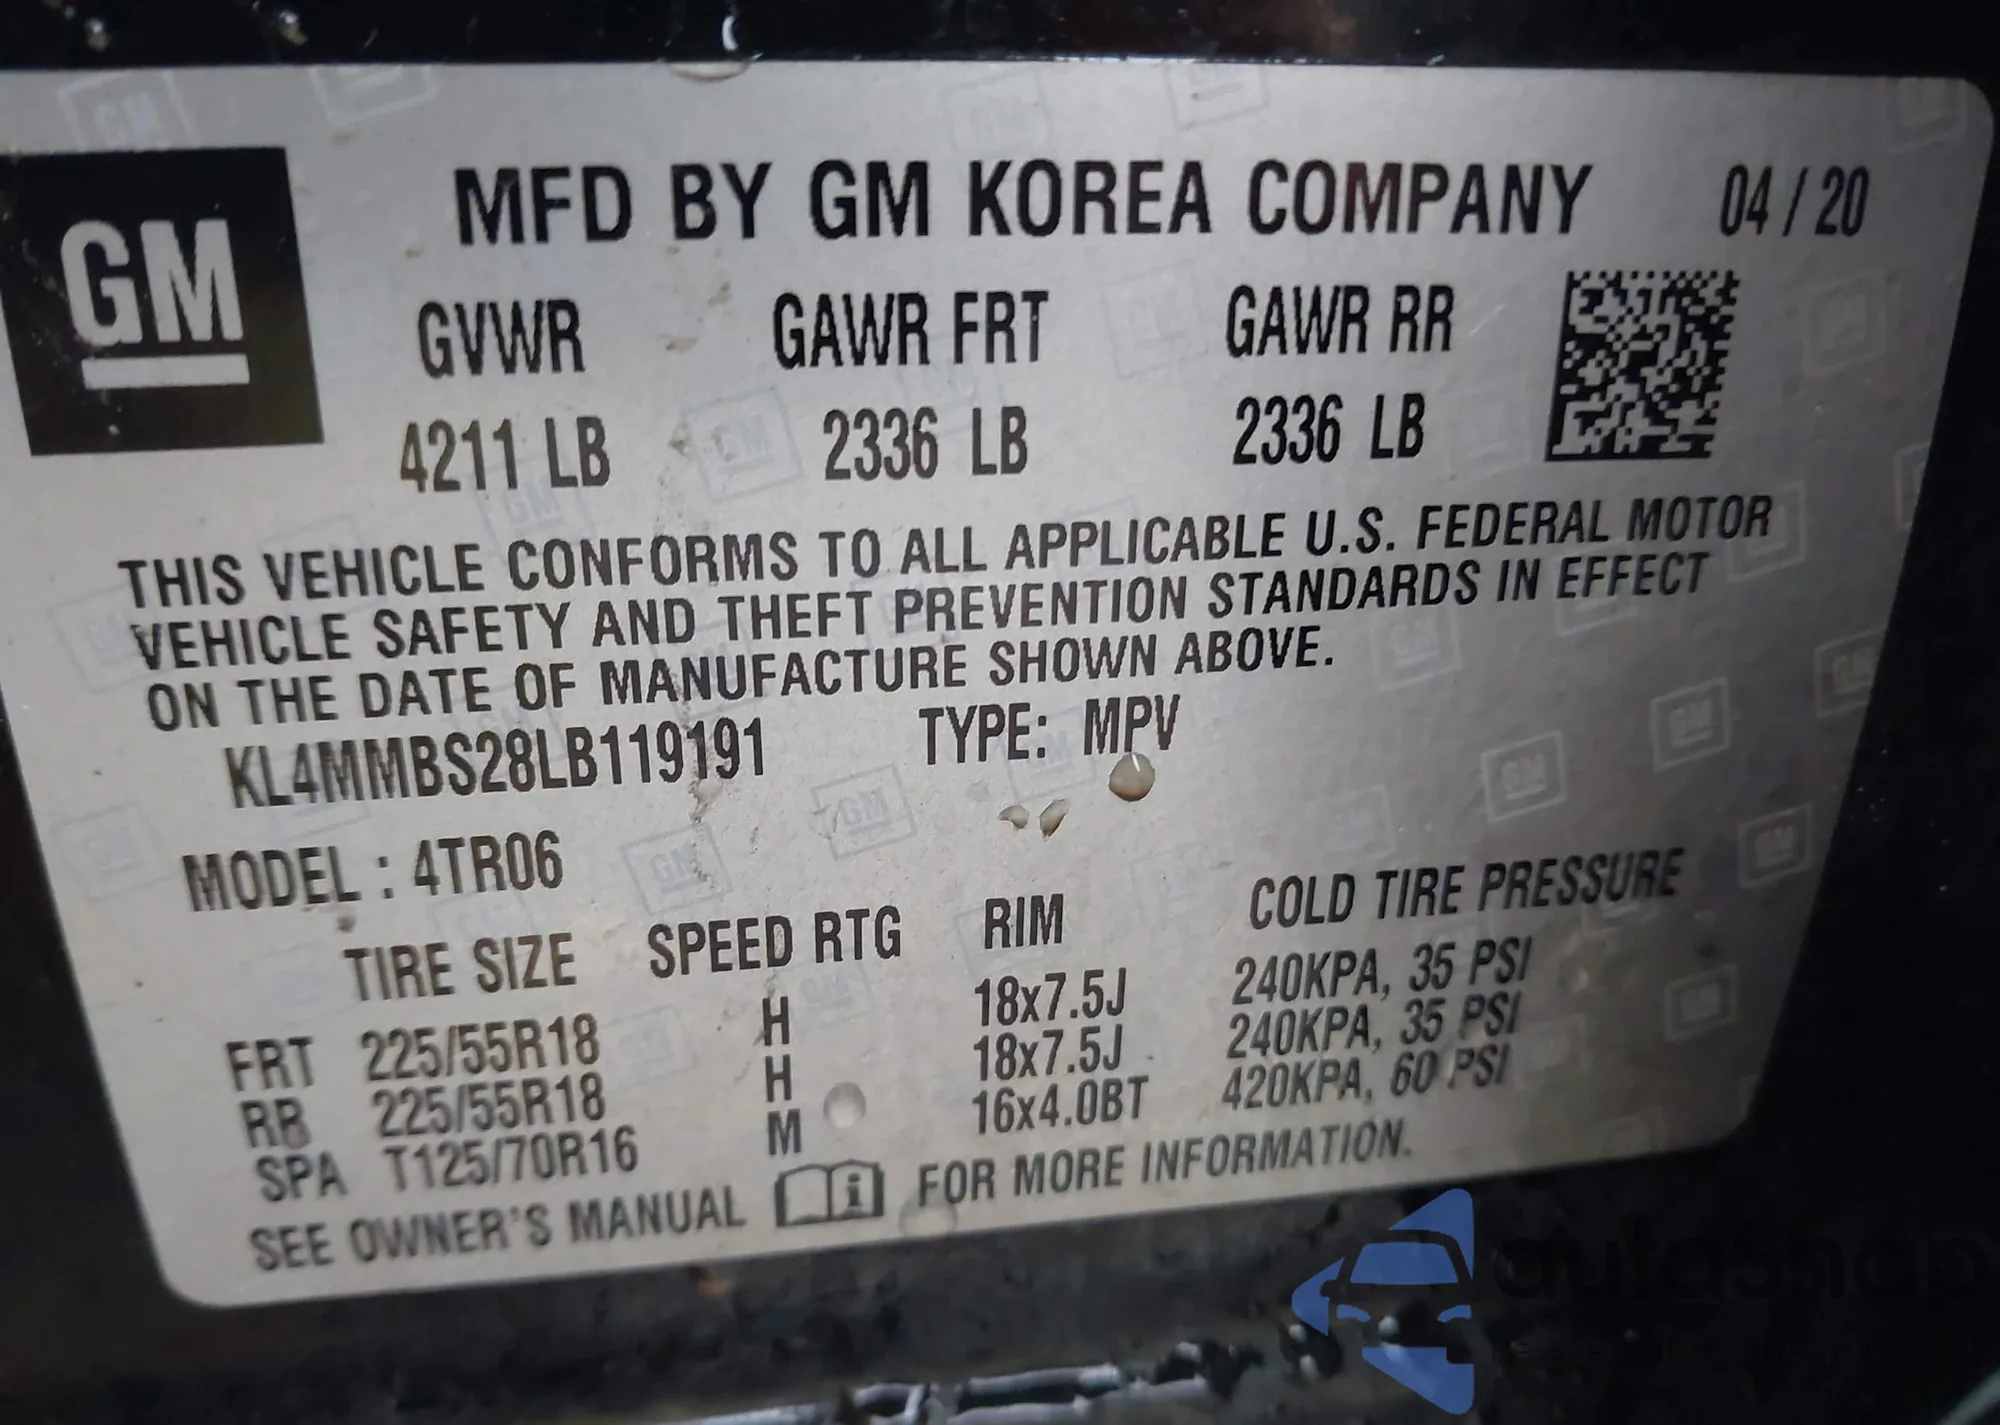 GM
MFD BY GM KOREA COMPANY 04 / 20
GVWR GAWR FRT GAWR RR
4211 LB 2336 LB 2336 LB
THIS VEHICLE CONFORMS TO ALL APPLICABLE U.S. FEDERAL MOTOR
VEHICLE SAFETY AND THEFT PREVENTION STANDARDS IN EFFECT
ON THE DATE OF MANUFACTURE SHOWN ABOVE.
KL4MMBS28LB119191 TYPE: MPV
MODEL : 4TR06
TIRE SIZE SPEED RTG RIM COLD TIRE PRESSURE
FRT 225/55R18 H 18x7.5J 240KPA, 35 PSI
RR 225/55R18 H 18x7.5J 240KPA, 35 PSI
SPA T125/70R16 M 16x4.0BT 420KPA, 60 PSI
SEE OWNER'S MANUAL FOR MORE INFORMATION.
autosnap